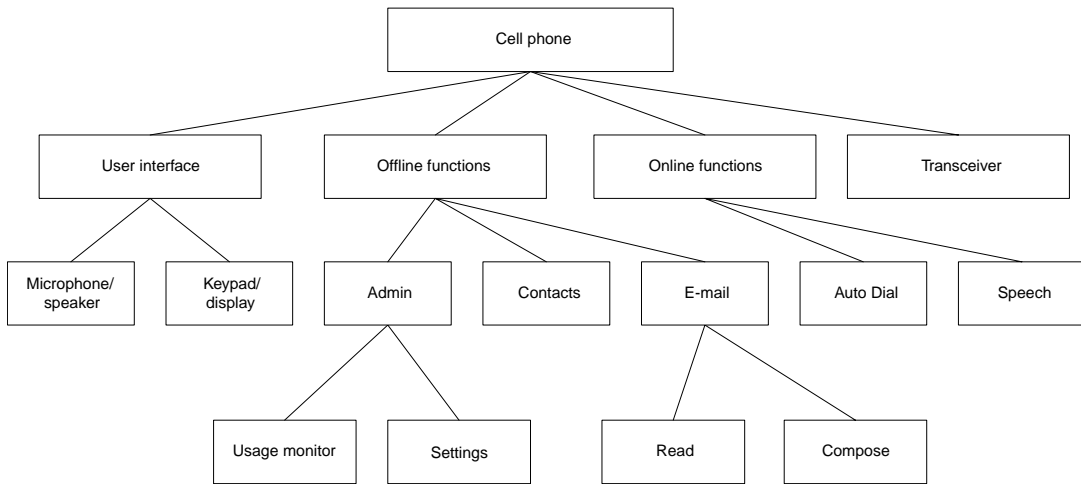 Cell phone
User interface
Offline functions
Online functions
Transceiver
Microphone/
speaker
Keypad/
display
Admin
Contacts
E-mail
Auto Dial
Speech
Usage monitor
Settings
Read
Compose